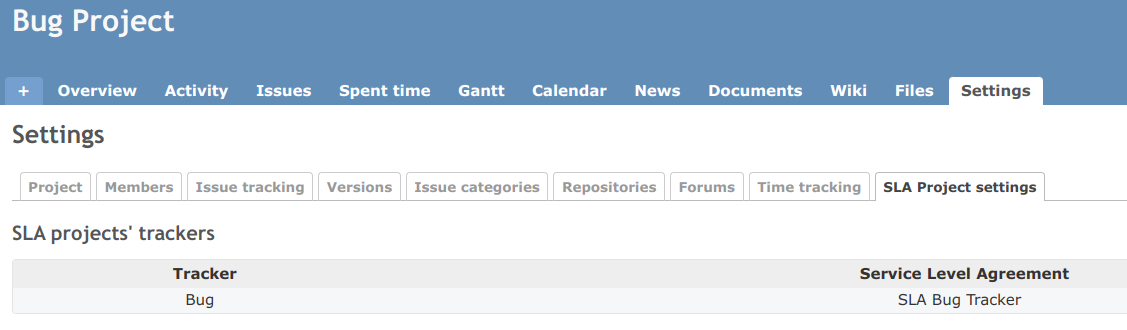 Bug Project
+ Overview Activity Issues Spent time Gantt Calendar News Documents Wiki Files Settings
Settings
Project Members Issue tracking Versions Issue categories Repositories Forums Time tracking SLA Project settings
SLA projects' trackers
Tracker Service Level Agreement
Bug SLA Bug Tracker